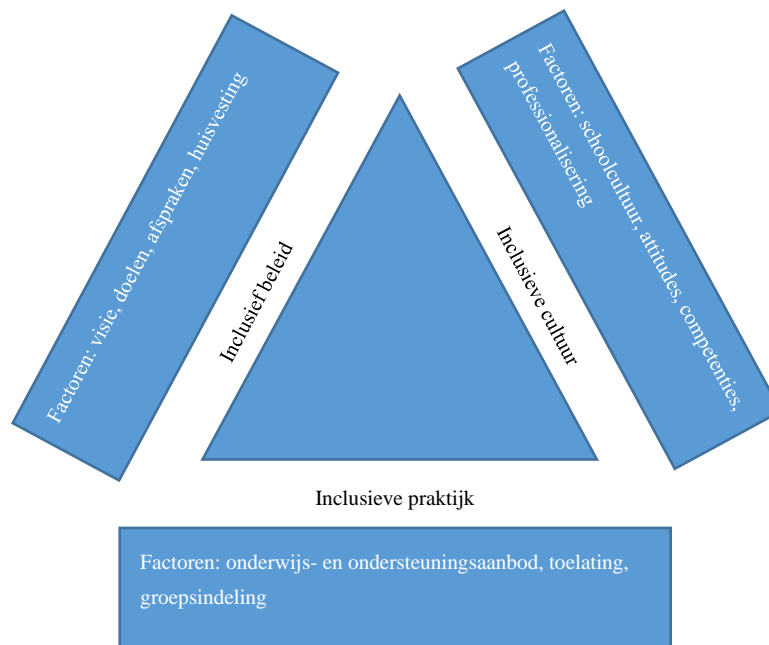 Factoren: visie, doelen, afspraken, huisvesting
Inclusief beleid
Factoren: schoolcultuur, attitudes, competenties,
professionalisering
Inclusieve cultuur
Inclusieve praktijk
Factoren: onderwijs- en ondersteuningsaanbod, toelating,
groepsindeling